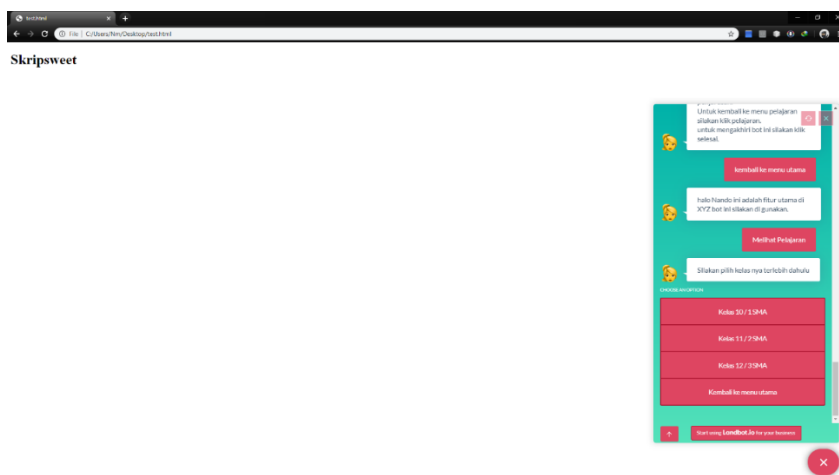 test.html
File | C:/Users/Nm/Desktop/test.html
Skripsweet
Untuk kembali ke menu pelajaran
silakan klik pelajaran.
untuk mengakhiri bot ini silakan klik
selesai.
kembali ke menu utama
halo Nando ini adalah fitur utama di
XYZ bot ini silakan di gunakan.
Melihat Pelajaran
Silakan pilih kelas nya terlebih dahulu
CHOOSE AN OPTION
Kelas 10 / 1 SMA
Kelas 11 / 2 SMA
Kelas 12 / 3 SMA
Kembali ke menu utama
Start using Landbot.io for your business